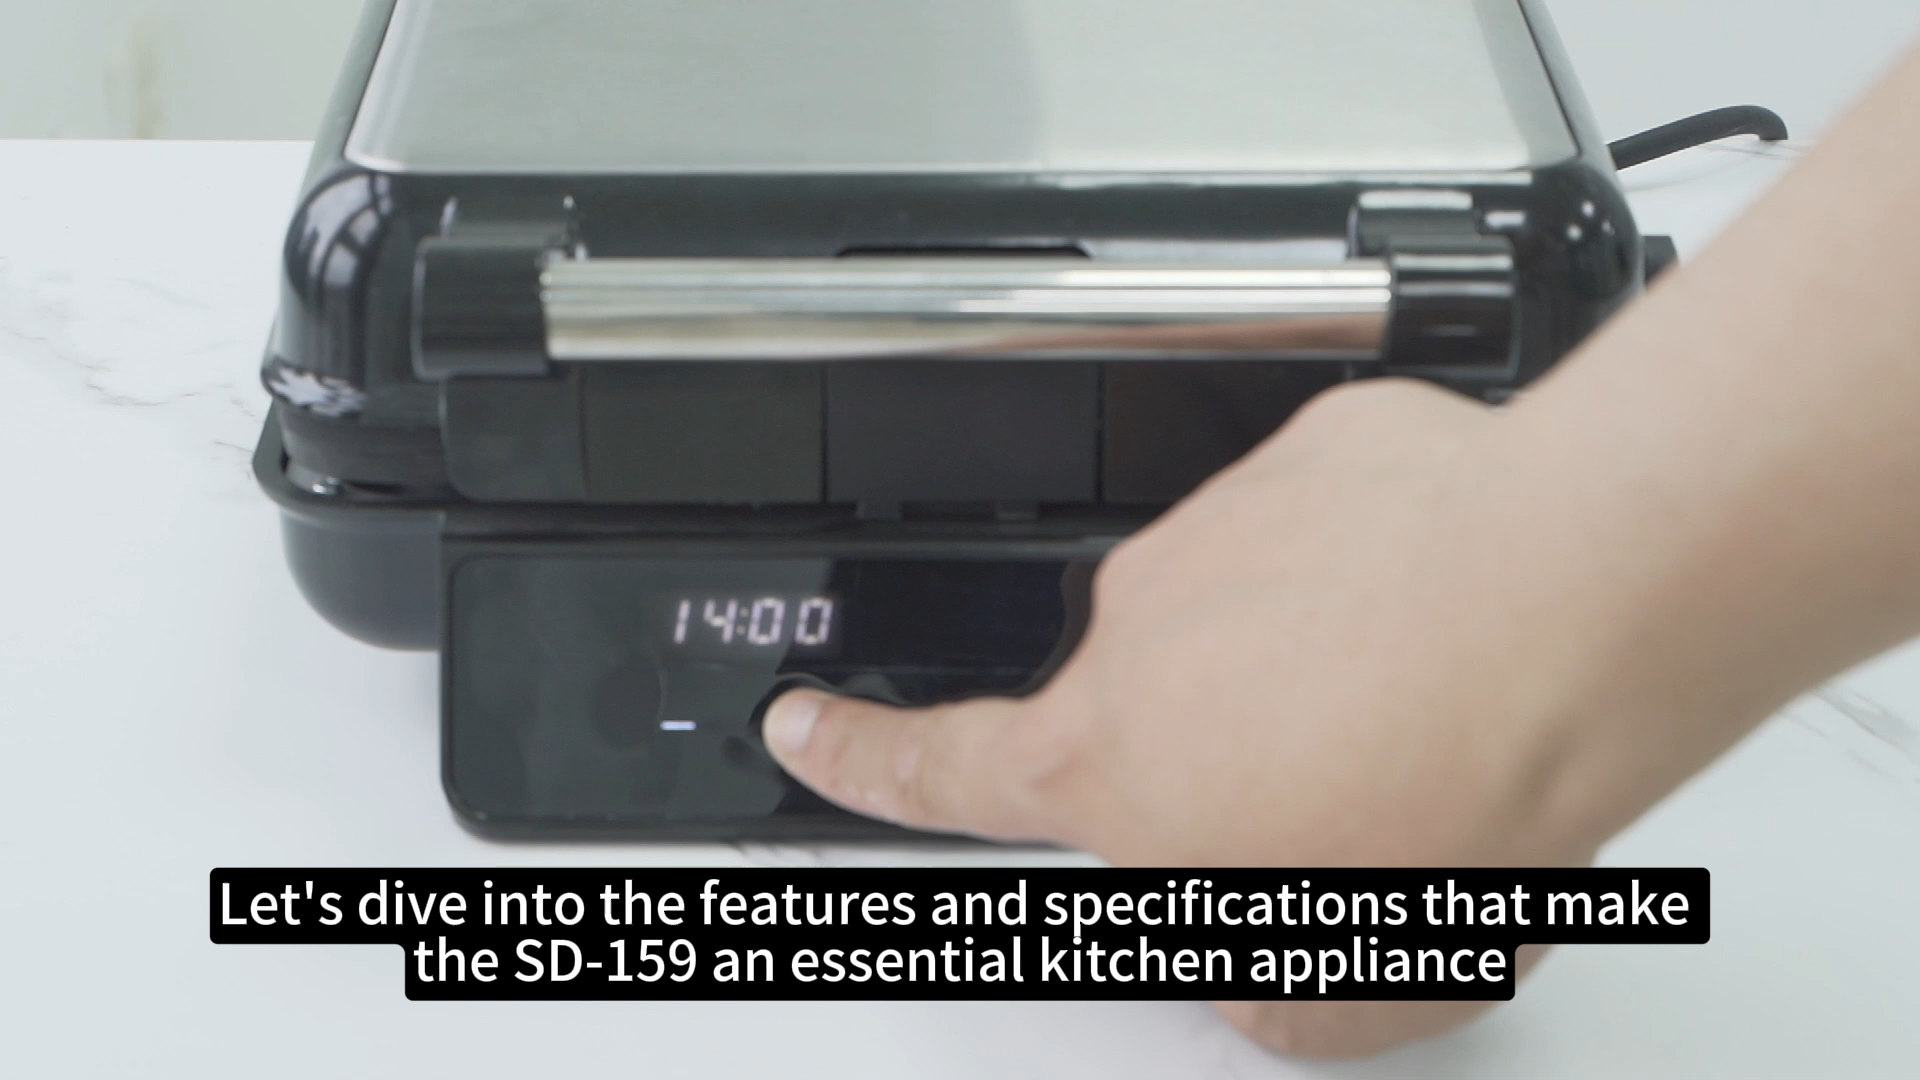 14:00
Let's dive into the features and specifications that make
the SD-159 an essential kitchen appliance